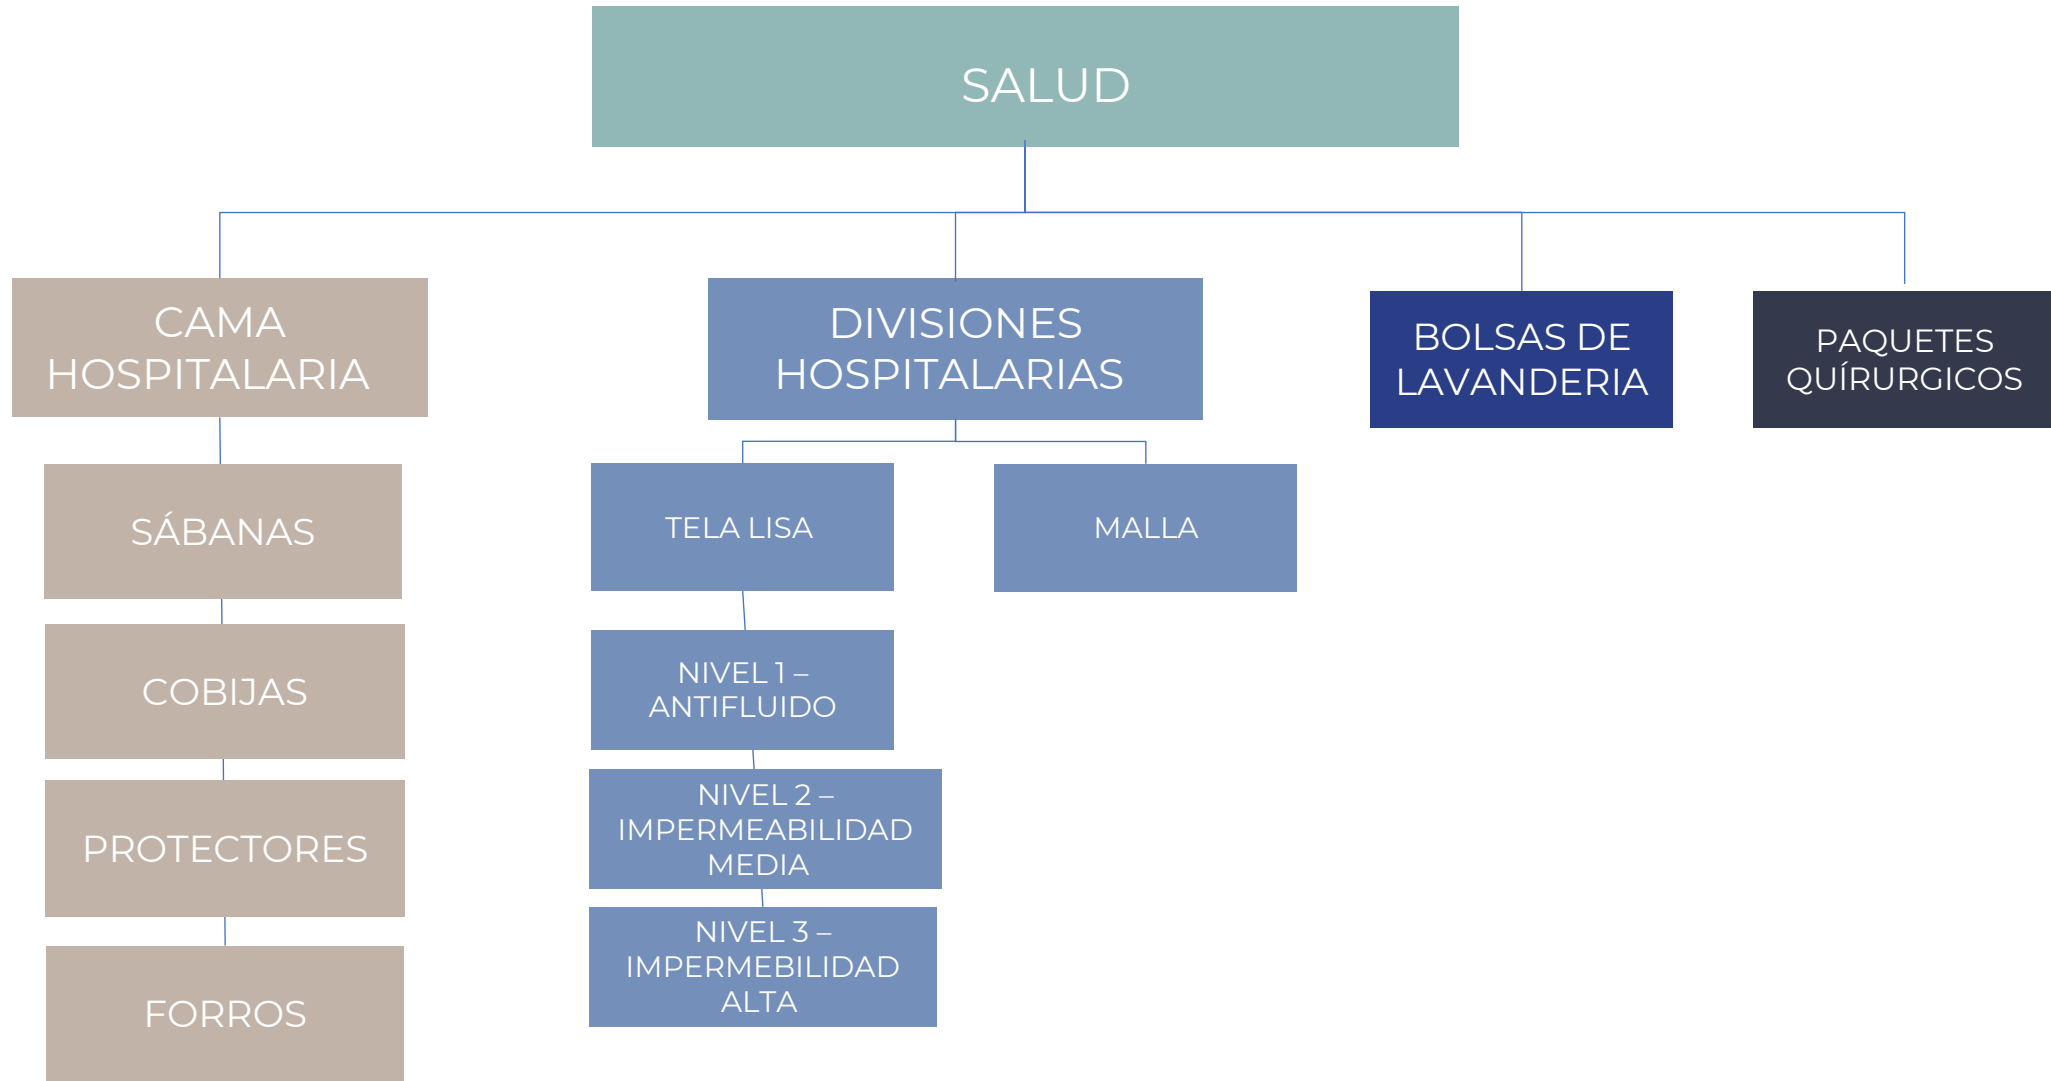 SALUD
CAMA
HOSPITALARIA
DIVISIONES
HOSPITALARIAS
BOLSAS DE
LAVANDERIA
PAQUETES
QUÍRURGICOS
SÁBANAS
TELA LISA
MALLA
COBIJAS
NIVEL 1 –
ANTIFLUIDO
PROTECTORES
NIVEL 2 –
IMPERMEABILIDAD
MEDIA
FORROS
NIVEL 3 –
IMPERMEBILIDAD
ALTA